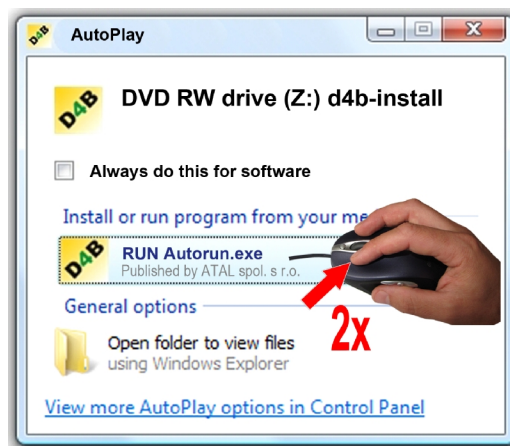 D4B AutoPlay
D4B DVD RW drive (Z:) d4b-install
Always do this for software
Install or run program from your me
D4B RUN Autorun.exe
Published by ATAL spol. s r.o.
2x
General options
Open folder to view files
using Windows Explorer
View more AutoPlay options in Control Panel